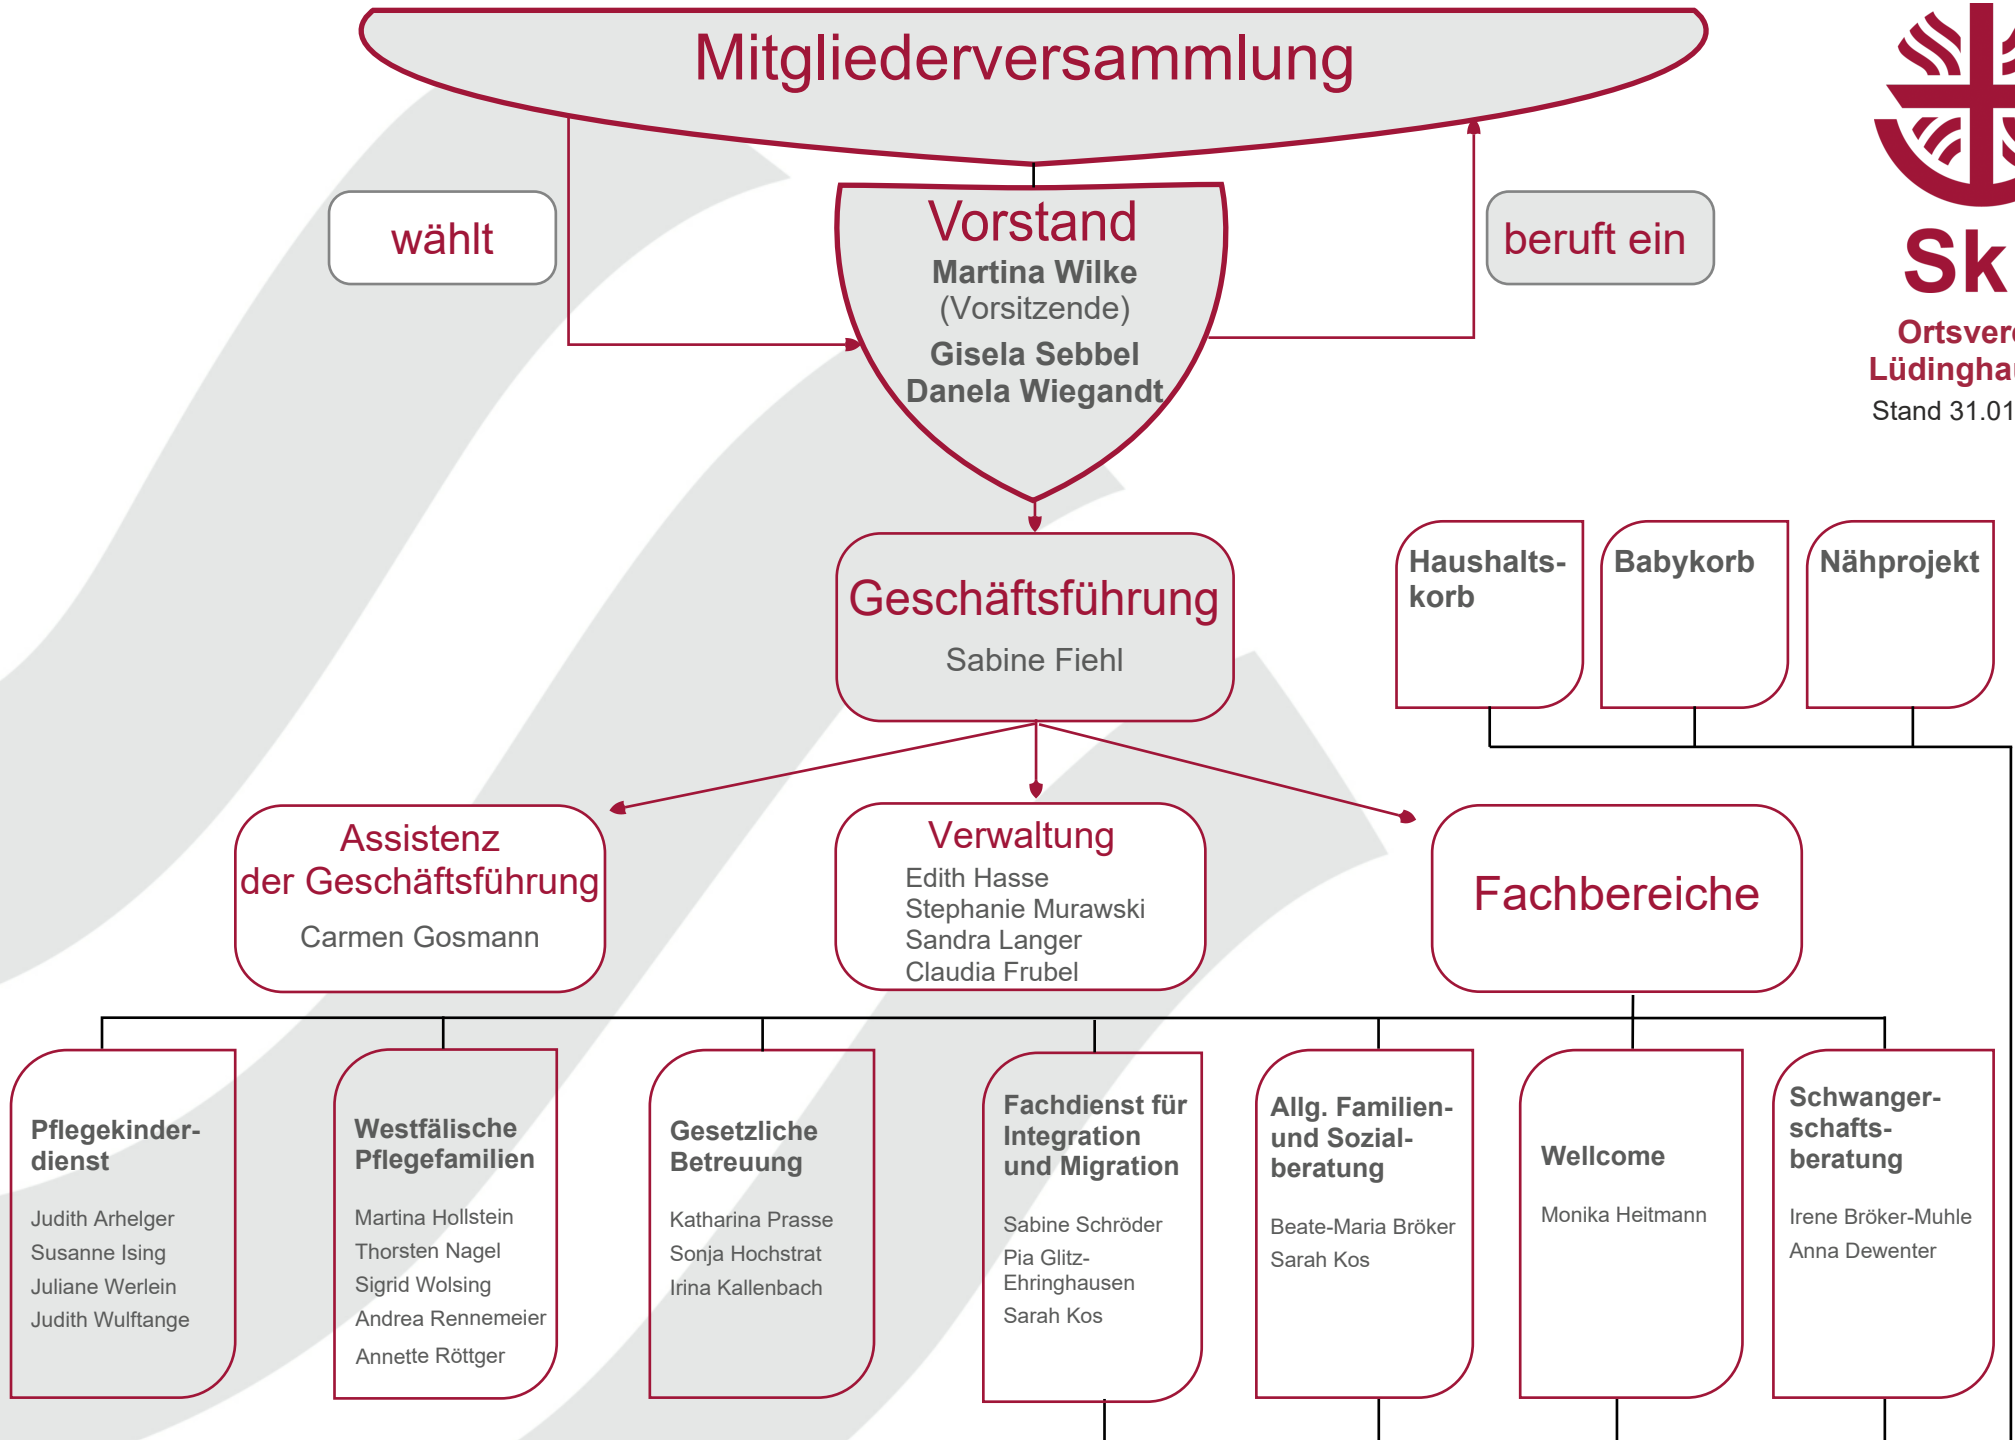 Mitgliederversammlung
wählt
Vorstand
Martina Wilke
(Vorsitzende)
Gisela Sebbel
Danela Wiegandt
beruft ein
Stand 31.01
Geschäftsführung
Sabine Fiehl
Haushalts-
korb
Babykorb
Nähprojekt
Assistenz
der Geschäftsführung
Carmen Gosmann
Verwaltung
Edith Hasse
Stephanie Murawski
Sandra Langer
Claudia Frubel
Fachbereiche
Pflegekinder-
dienst
Judith Arhelger
Susanne Ising
Juliane Werlein
Judith Wulftange
Westfälische
Pflegefamilien
Martina Hollstein
Thorsten Nagel
Sigrid Wolsing
Andrea Rennemeier
Annette Röttger
Gesetzliche
Betreuung
Katharina Prasse
Sonja Hochstrat
Irina Kallenbach
Fachdienst für
Integration
und Migration
Sabine Schröder
Pia Glitz-
Ehringhausen
Sarah Kos
Allg. Familien-
und Sozial-
beratung
Beate-Maria Bröker
Sarah Kos
Wellcome
Monika Heitmann
Schwanger-
schafts-
beratung
Irene Bröker-Muhle
Anna Dewenter